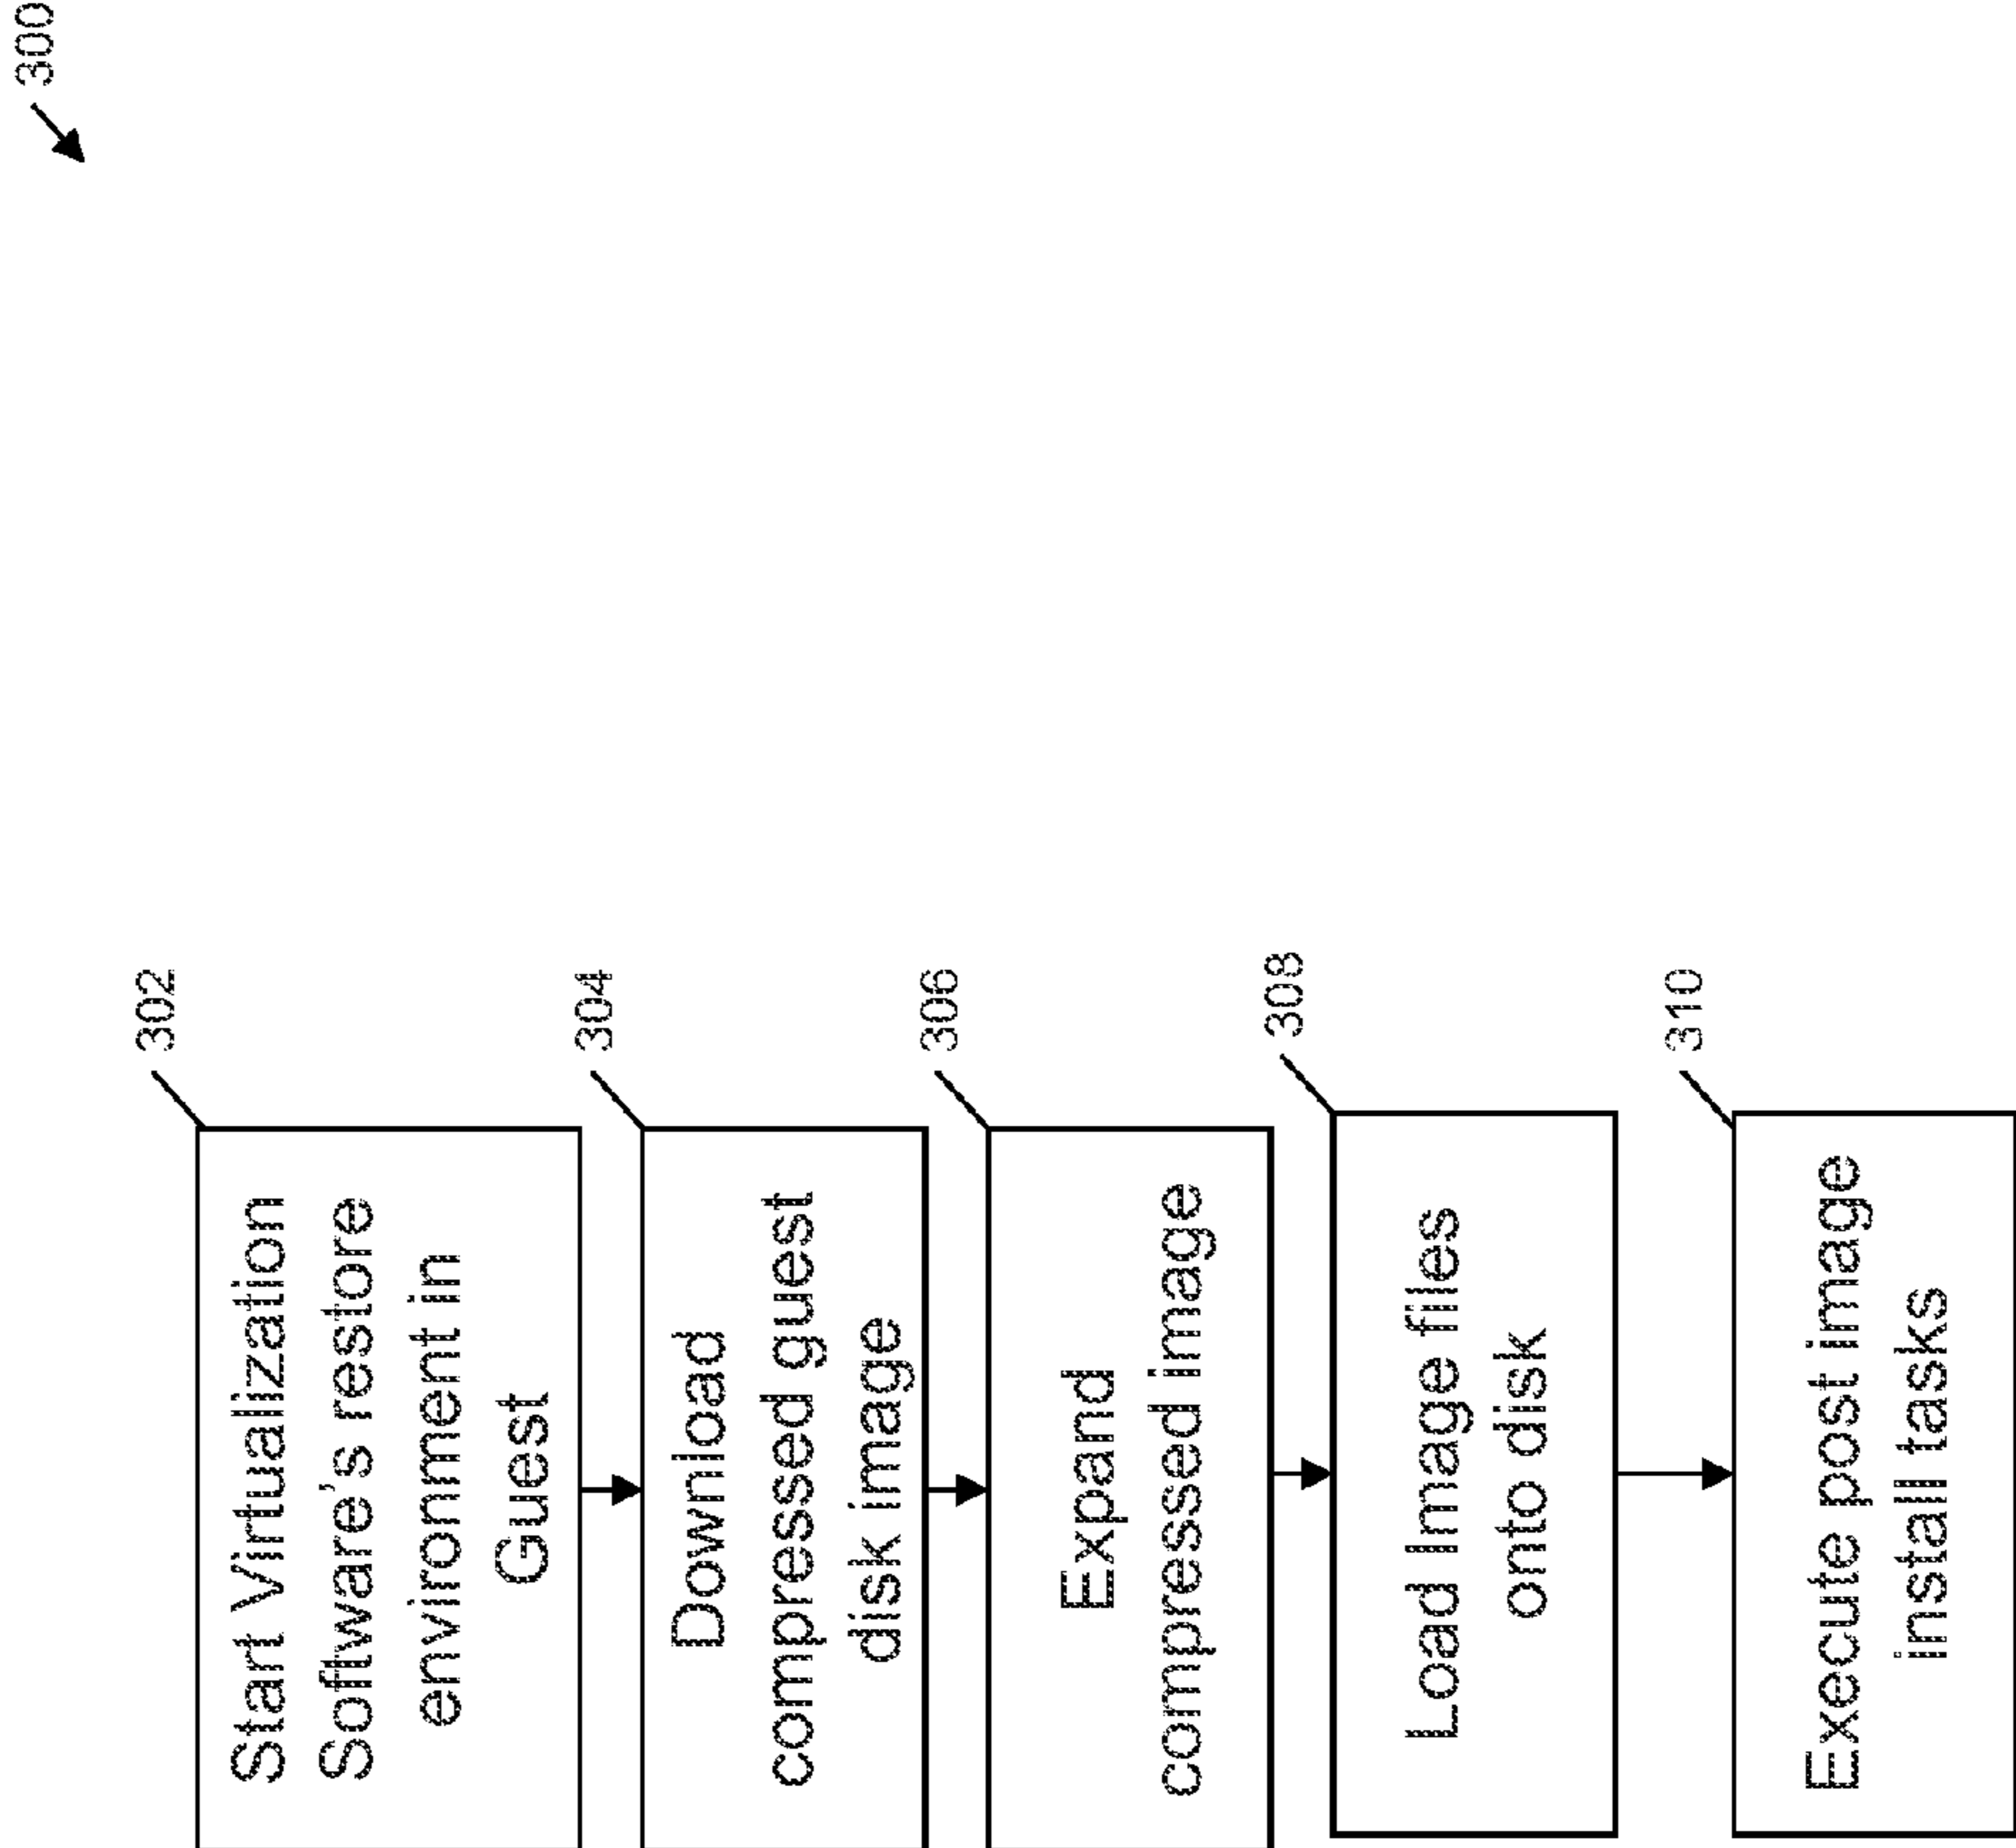 300
302
Start Virtualization
Software's restore
environment in
Guest
304
Download
compressed guest
disk image
306
Expand
compressed image
308
Load Image files
onto disk
310
Execute post image
install tasks